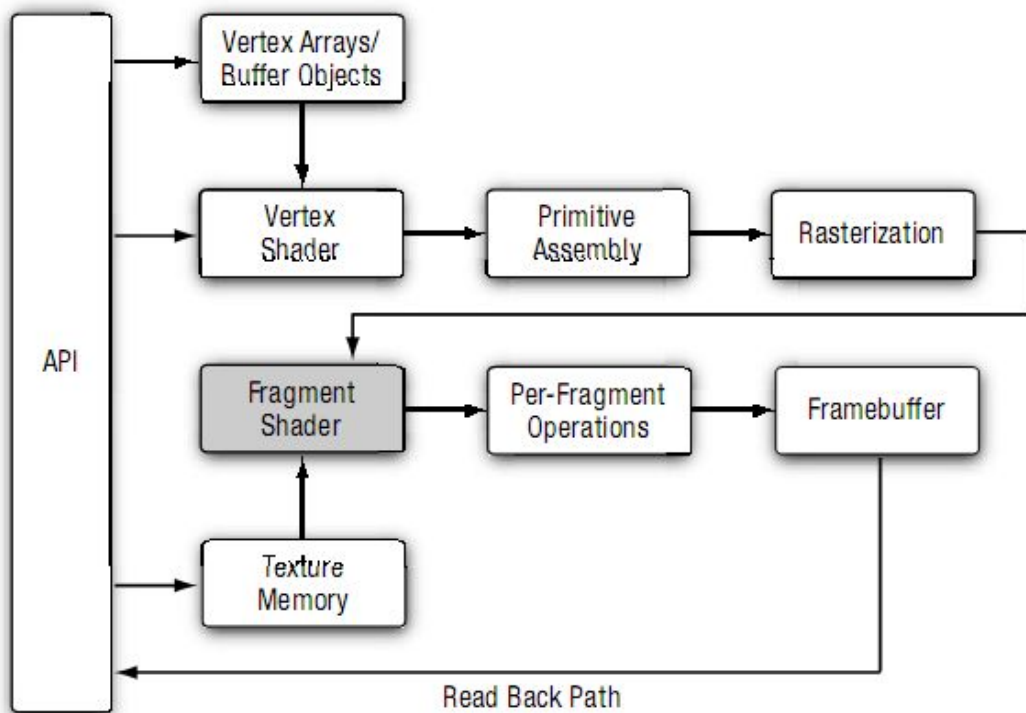 Vertex Arrays/
Buffer Objects
Vertex
Shader
Primitive
Assembly
Rasterization
API
Fragment
Shader
Per-Fragment
Operations
Framebuffer
Texture
Memory
Read Back Path